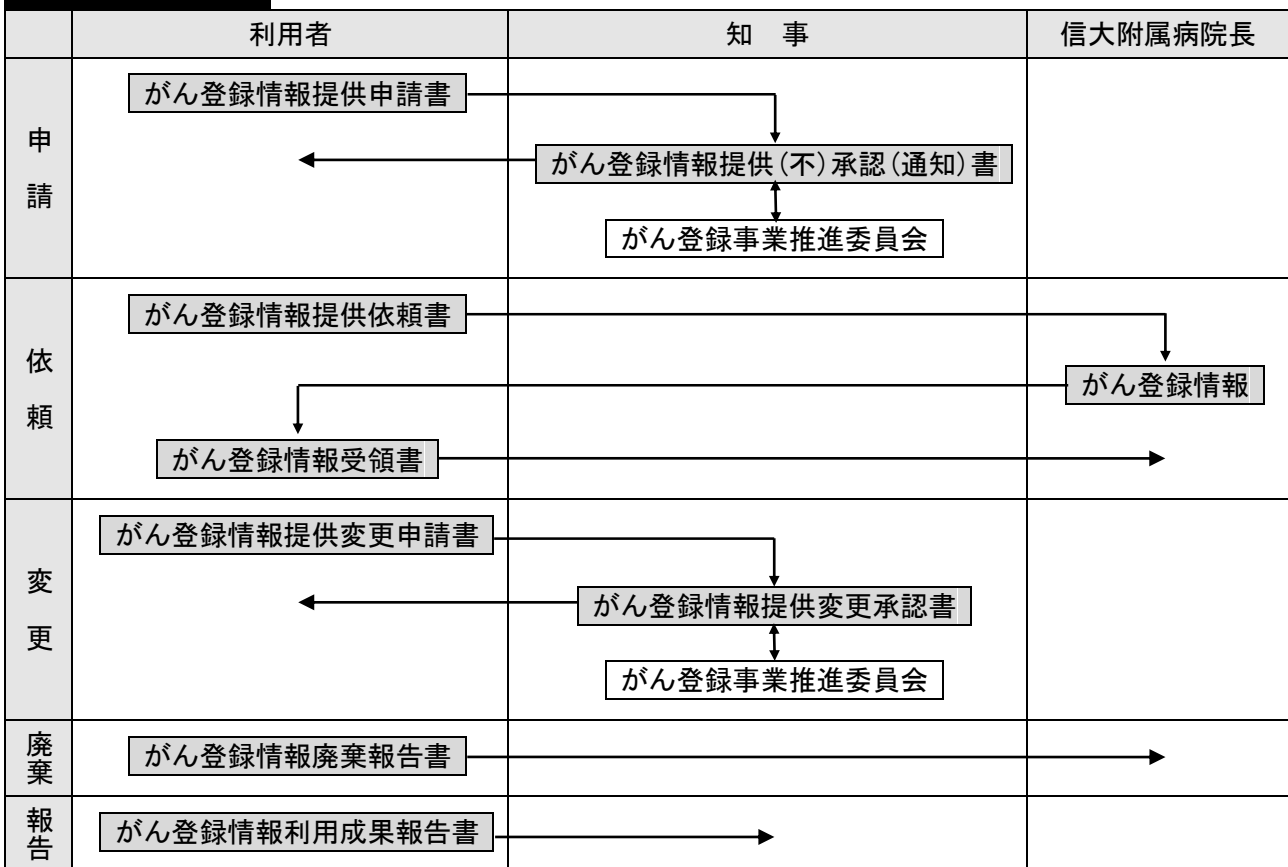 利用者
知　事
信大附属病院長
申請
がん登録情報提供申請書
がん登録情報提供(不)承認(通知)書
がん登録事業推進委員会
依頼
がん登録情報提供依頼書
がん登録情報
がん登録情報受領書
変更
がん登録情報提供変更申請書
がん登録情報提供変更承認書
がん登録事業推進委員会
廃棄
がん登録情報廃棄報告書
報告
がん登録情報利用成果報告書